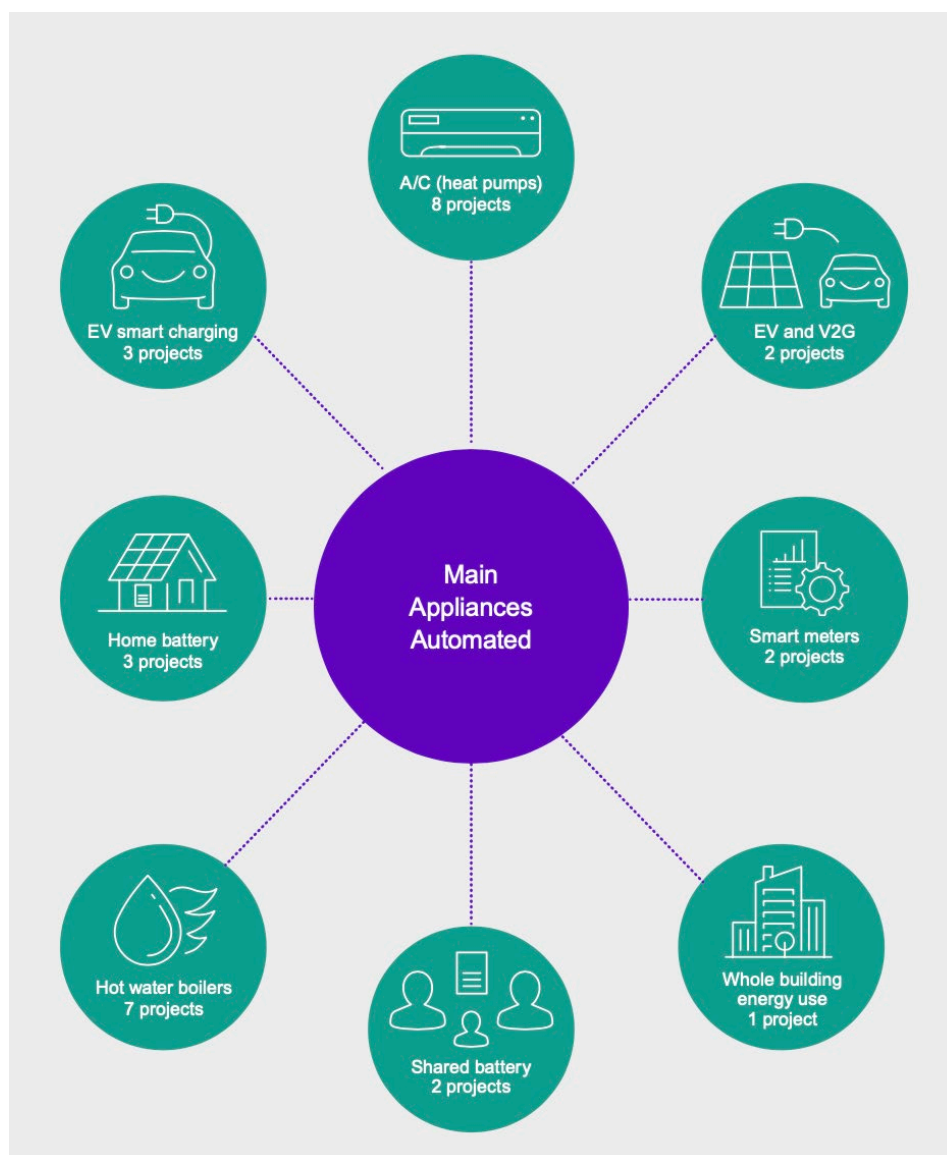 A/C (heat pumps)
8 projects
EV smart charging
3 projects
EV and V2G
2 projects
Main
Appliances
Automated
Home battery
3 projects
Smart meters
2 projects
Hot water boilers
7 projects
Whole building
energy use
1 project
Shared battery
2 projects